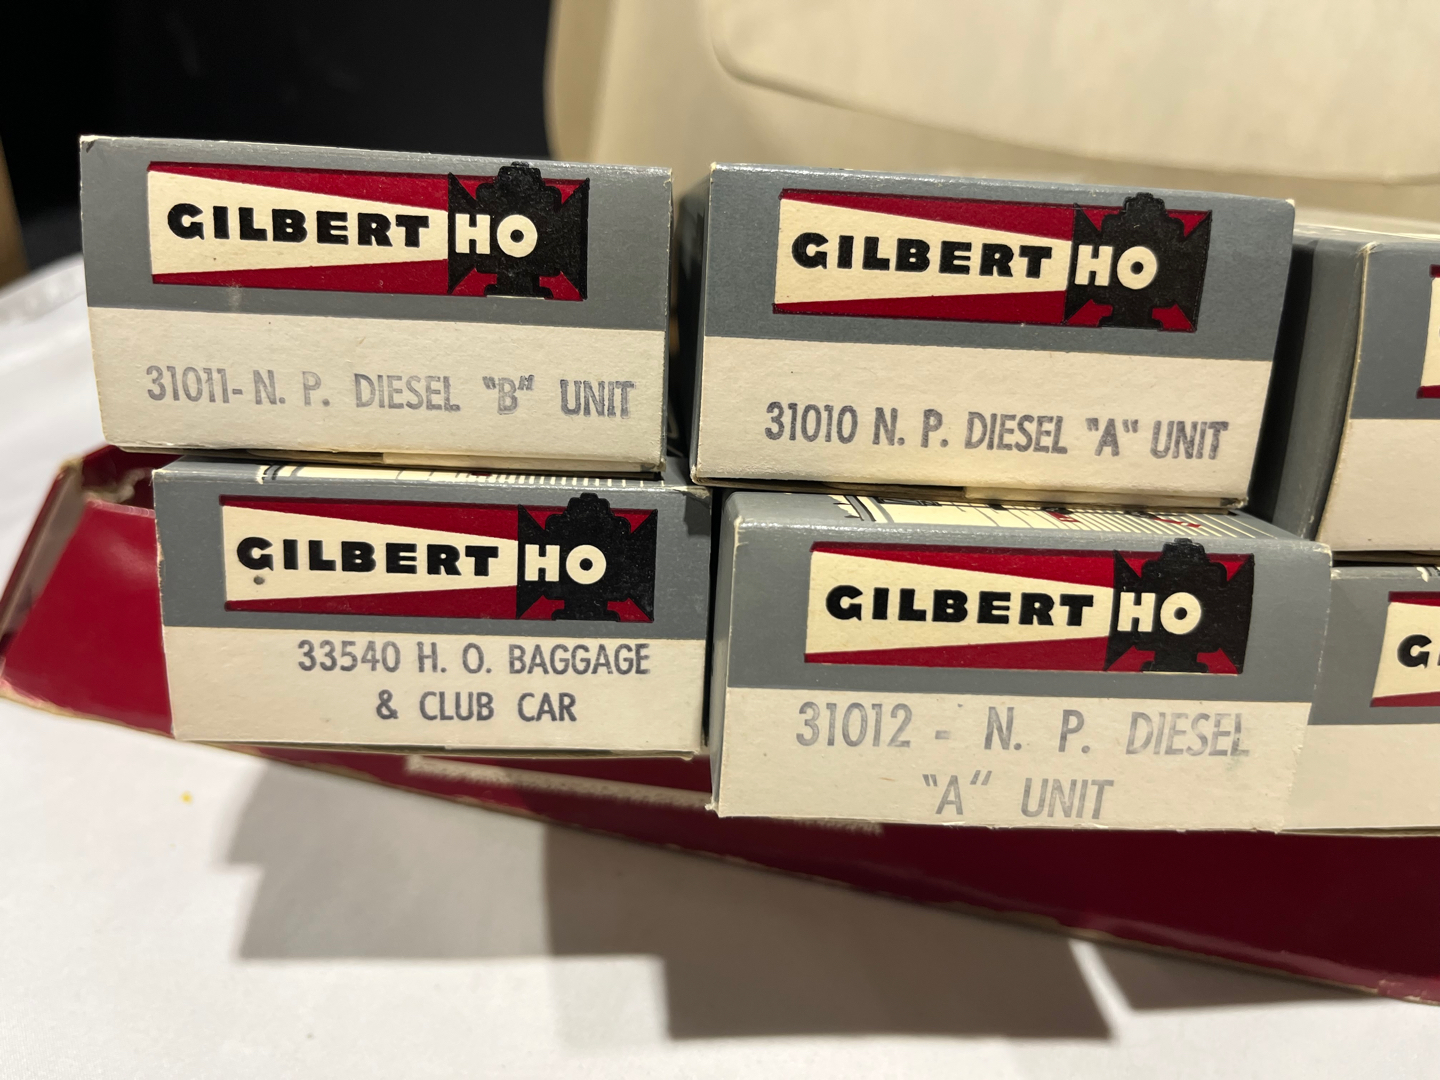 GILBERT HO
31011-N. P. DIESEL "B" UNIT
GILBERT HO
31010 N. P. DIESEL "A" UNIT
GILBERT HO
33540 H. O. BAGGAGE
& CLUB CAR
GILBERT HO
31012 - N. P. DIESEL
"A" UNIT
G